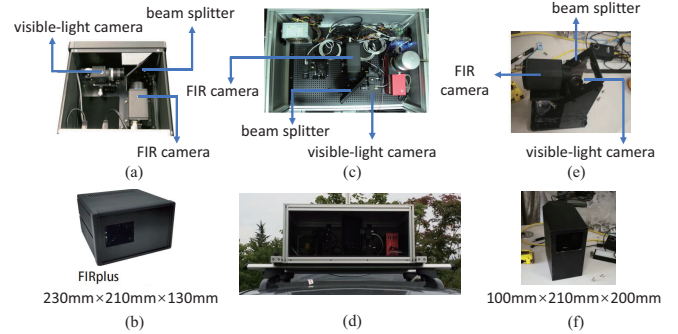 beam splitter
visible-light camera
FIR camera
(a)
FIR camera
beam splitter
visible-light camera
(c)
beam splitter
FIR
camera
visible-light camera
(e)
FIRplus
230mm×210mm×130mm
(b)
(d)
100mm×210mm×200mm
(f)